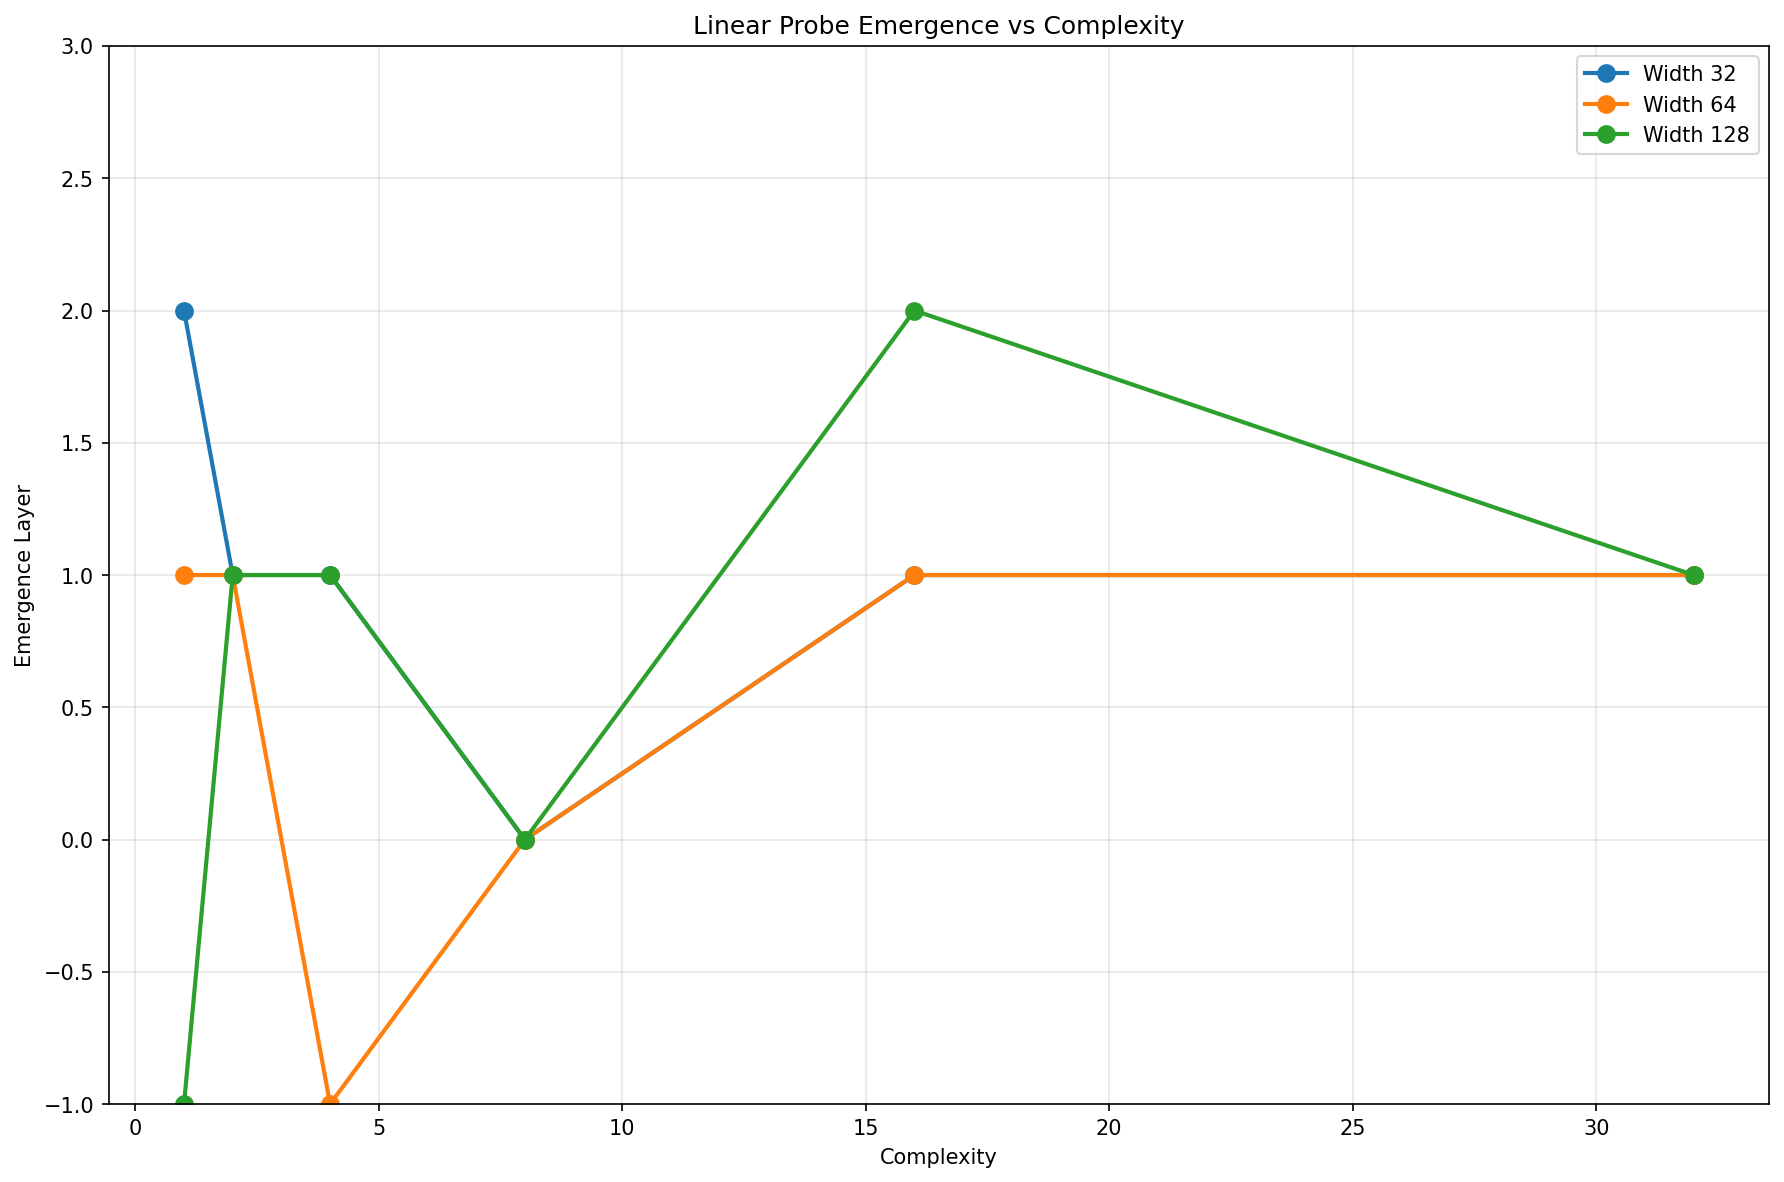 Linear Probe Emergence vs Complexity
Width 32
Width 64
Width 128
3.0
2.5
2.0
1.5
1.0
0.5
0.0
−0.5
−1.0
Emergence Layer
0
5
10
15
20
25
30
Complexity